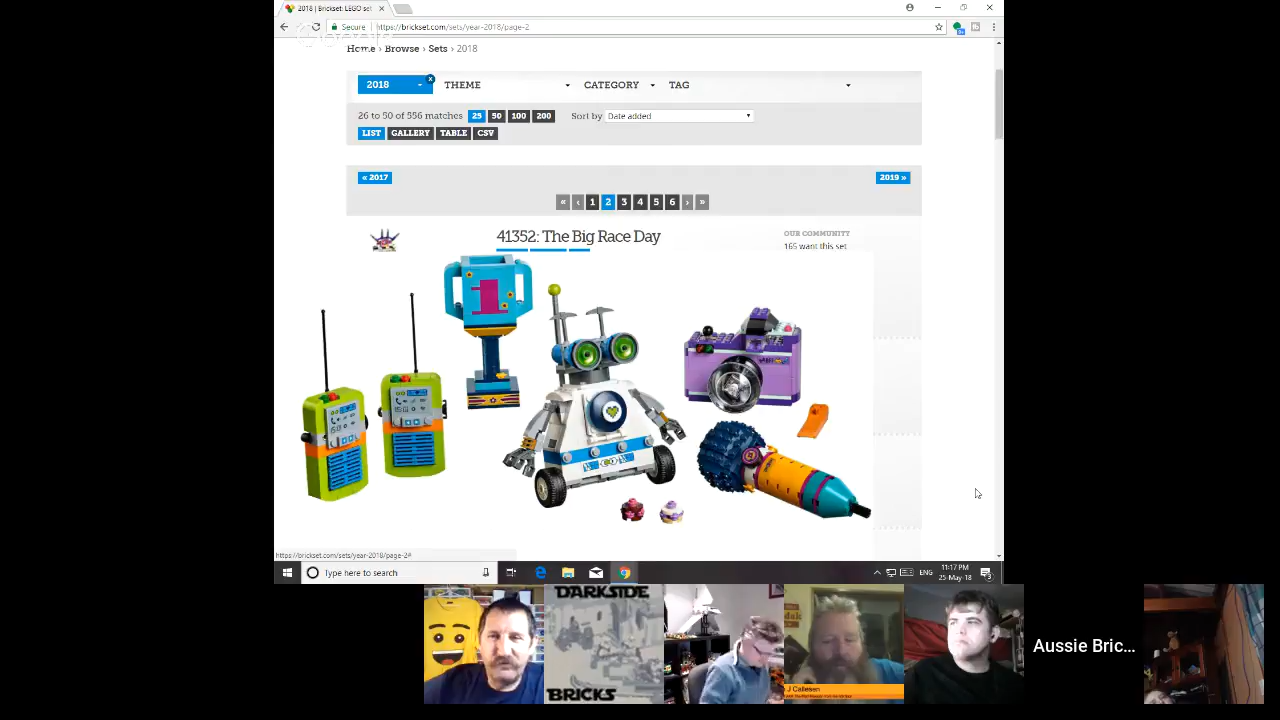 2018 | Brickset: LEGO set
Secure
https://brickset.com/sets/year-2018/page-2
Home › Browse › Sets › 2018
2018
THEME
CATEGORY
TAG
26 to 50 of 556 matches
25 50 100 200
Sort by
Date added
LIST GALLERY TABLE CSV
« 2017
2019 »
« ‹ 1 2 3 4 5 6 › »
41352: The Big Race Day
OUR COMMUNITY
165 want this set
1
https://brickset.com/sets/year-2018/page-2#
Type here to search
ENG
11:17 PM
25-May-18
3
DARKSIDE
BRICKS
J Callesen
Aussie Bric...